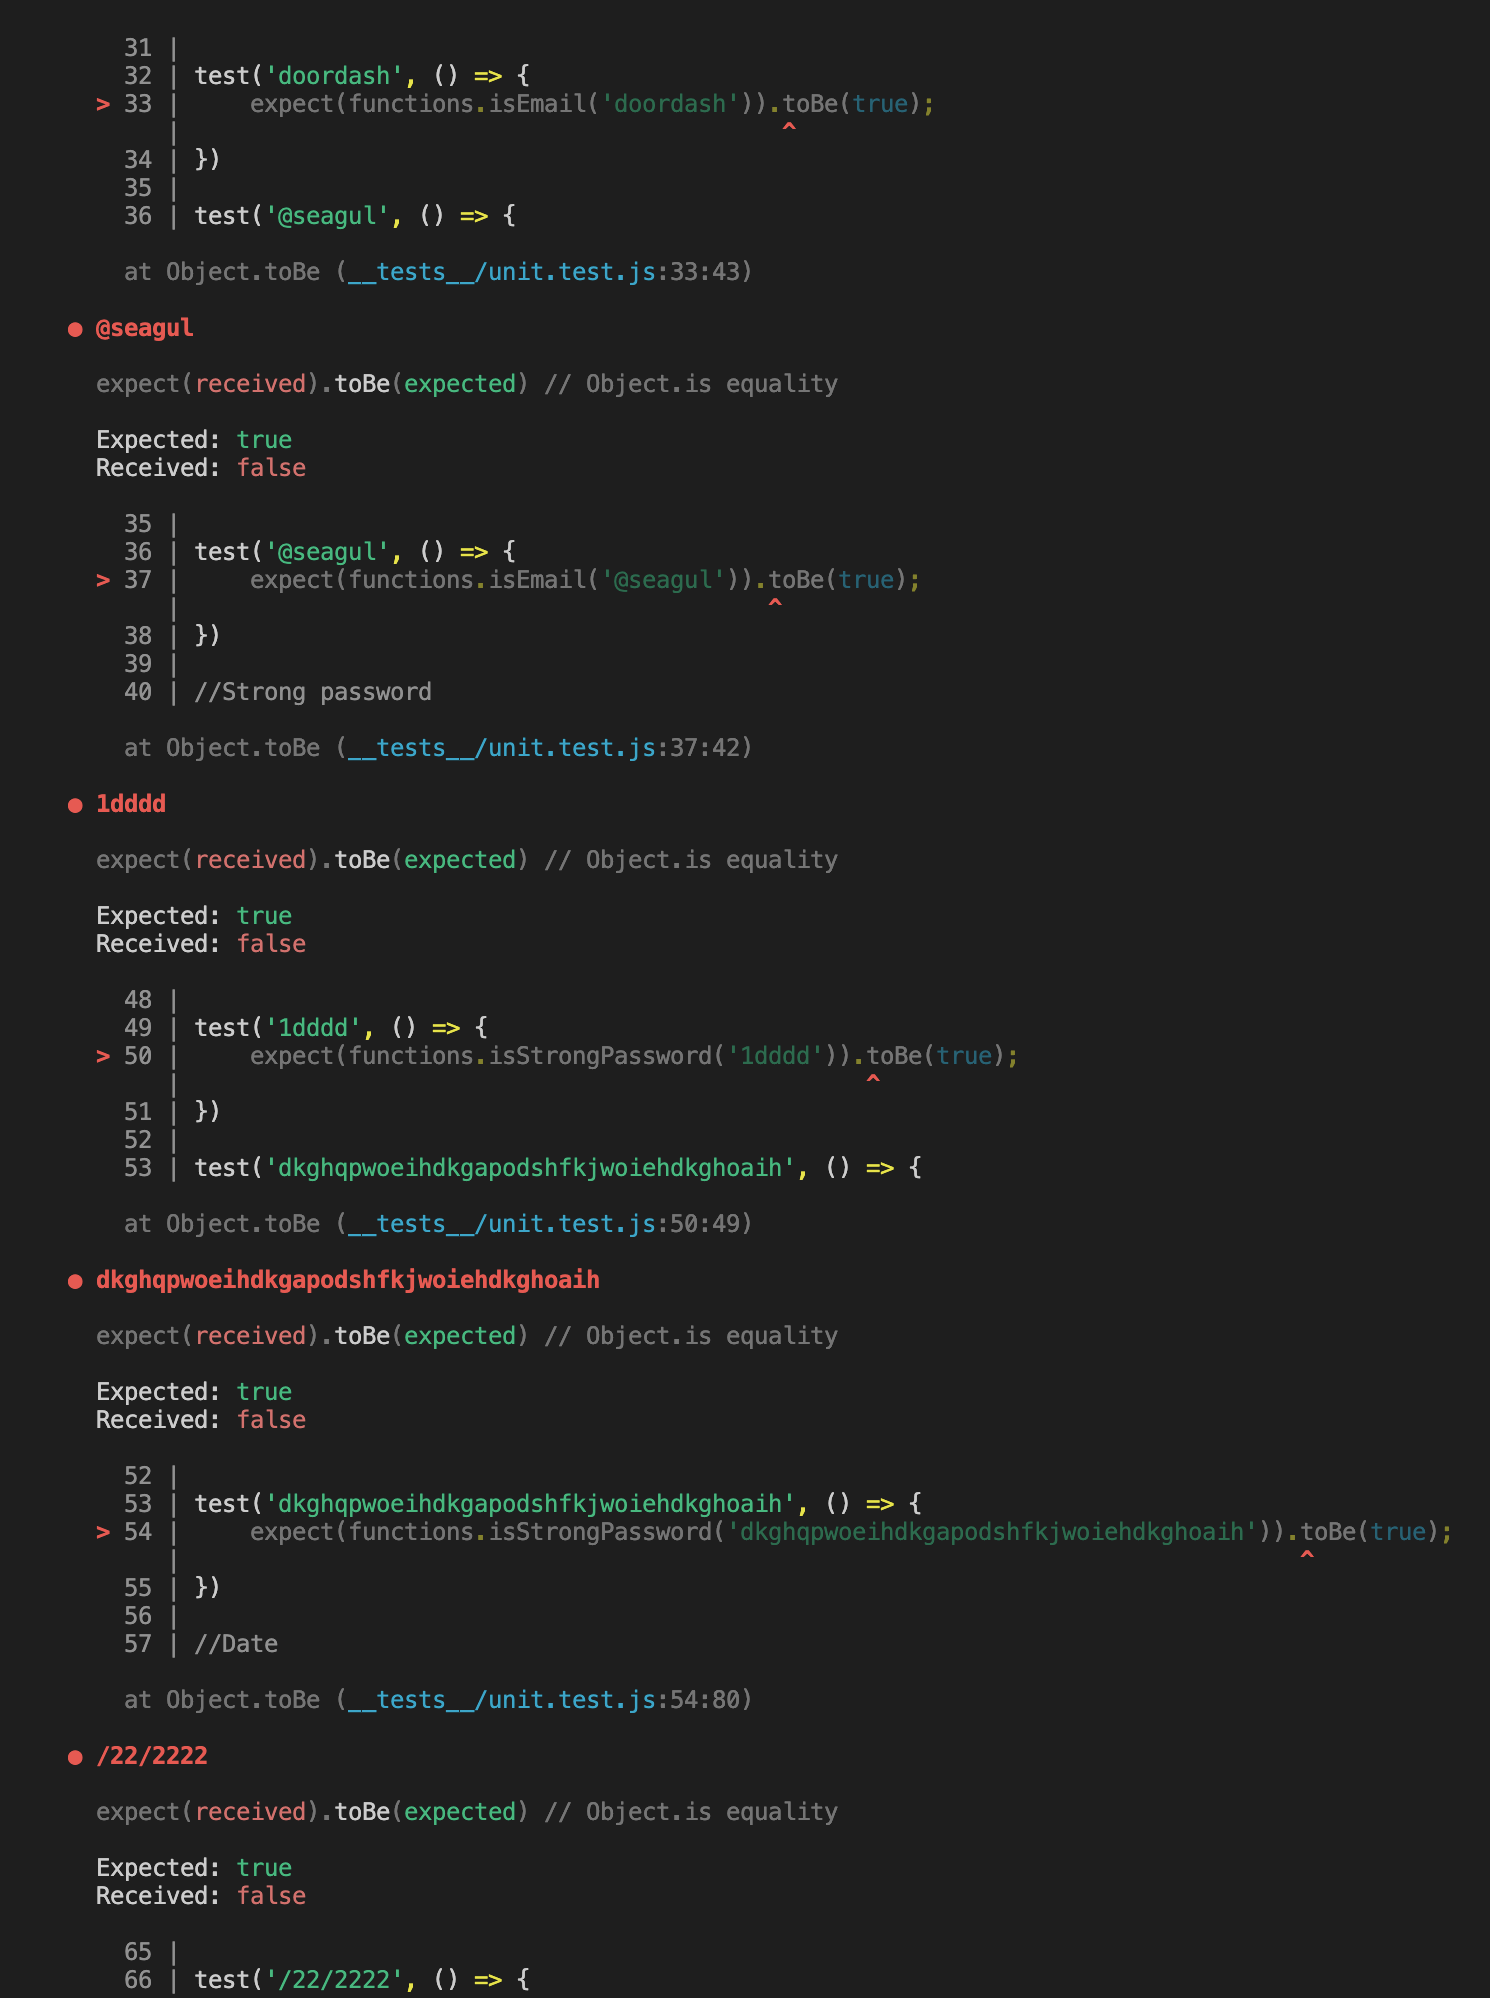 31 |
32 | test('doordash', () => {
> 33 |     expect(functions.isEmail('doordash')).toBe(true);
|                                           ^
34 | })
35 |
36 | test('@seagul', () => {
at Object.toBe (__tests__/unit.test.js:33:43)
● @seagul
expect(received).toBe(expected) // Object.is equality
Expected: true
Received: false
35 |
36 | test('@seagul', () => {
> 37 |     expect(functions.isEmail('@seagul')).toBe(true);
|                                          ^
38 | })
39 |
40 | //Strong password
at Object.toBe (__tests__/unit.test.js:37:42)
● 1dddd
expect(received).toBe(expected) // Object.is equality
Expected: true
Received: false
48 |
49 | test('1dddd', () => {
> 50 |     expect(functions.isStrongPassword('1dddd')).toBe(true);
|                                                 ^
51 | })
52 |
53 | test('dkghqpwoeihdkgapodshfkjwoiehdkghoaih', () => {
at Object.toBe (__tests__/unit.test.js:50:49)
● dkghqpwoeihdkgapodshfkjwoiehdkghoaih
expect(received).toBe(expected) // Object.is equality
Expected: true
Received: false
52 |
53 | test('dkghqpwoeihdkgapodshfkjwoiehdkghoaih', () => {
> 54 |     expect(functions.isStrongPassword('dkghqpwoeihdkgapodshfkjwoiehdkghoaih')).toBe(true);
|                                                                                ^
55 | })
56 |
57 | //Date
at Object.toBe (__tests__/unit.test.js:54:80)
● /22/2222
expect(received).toBe(expected) // Object.is equality
Expected: true
Received: false
65 |
66 | test('/22/2222', () => {